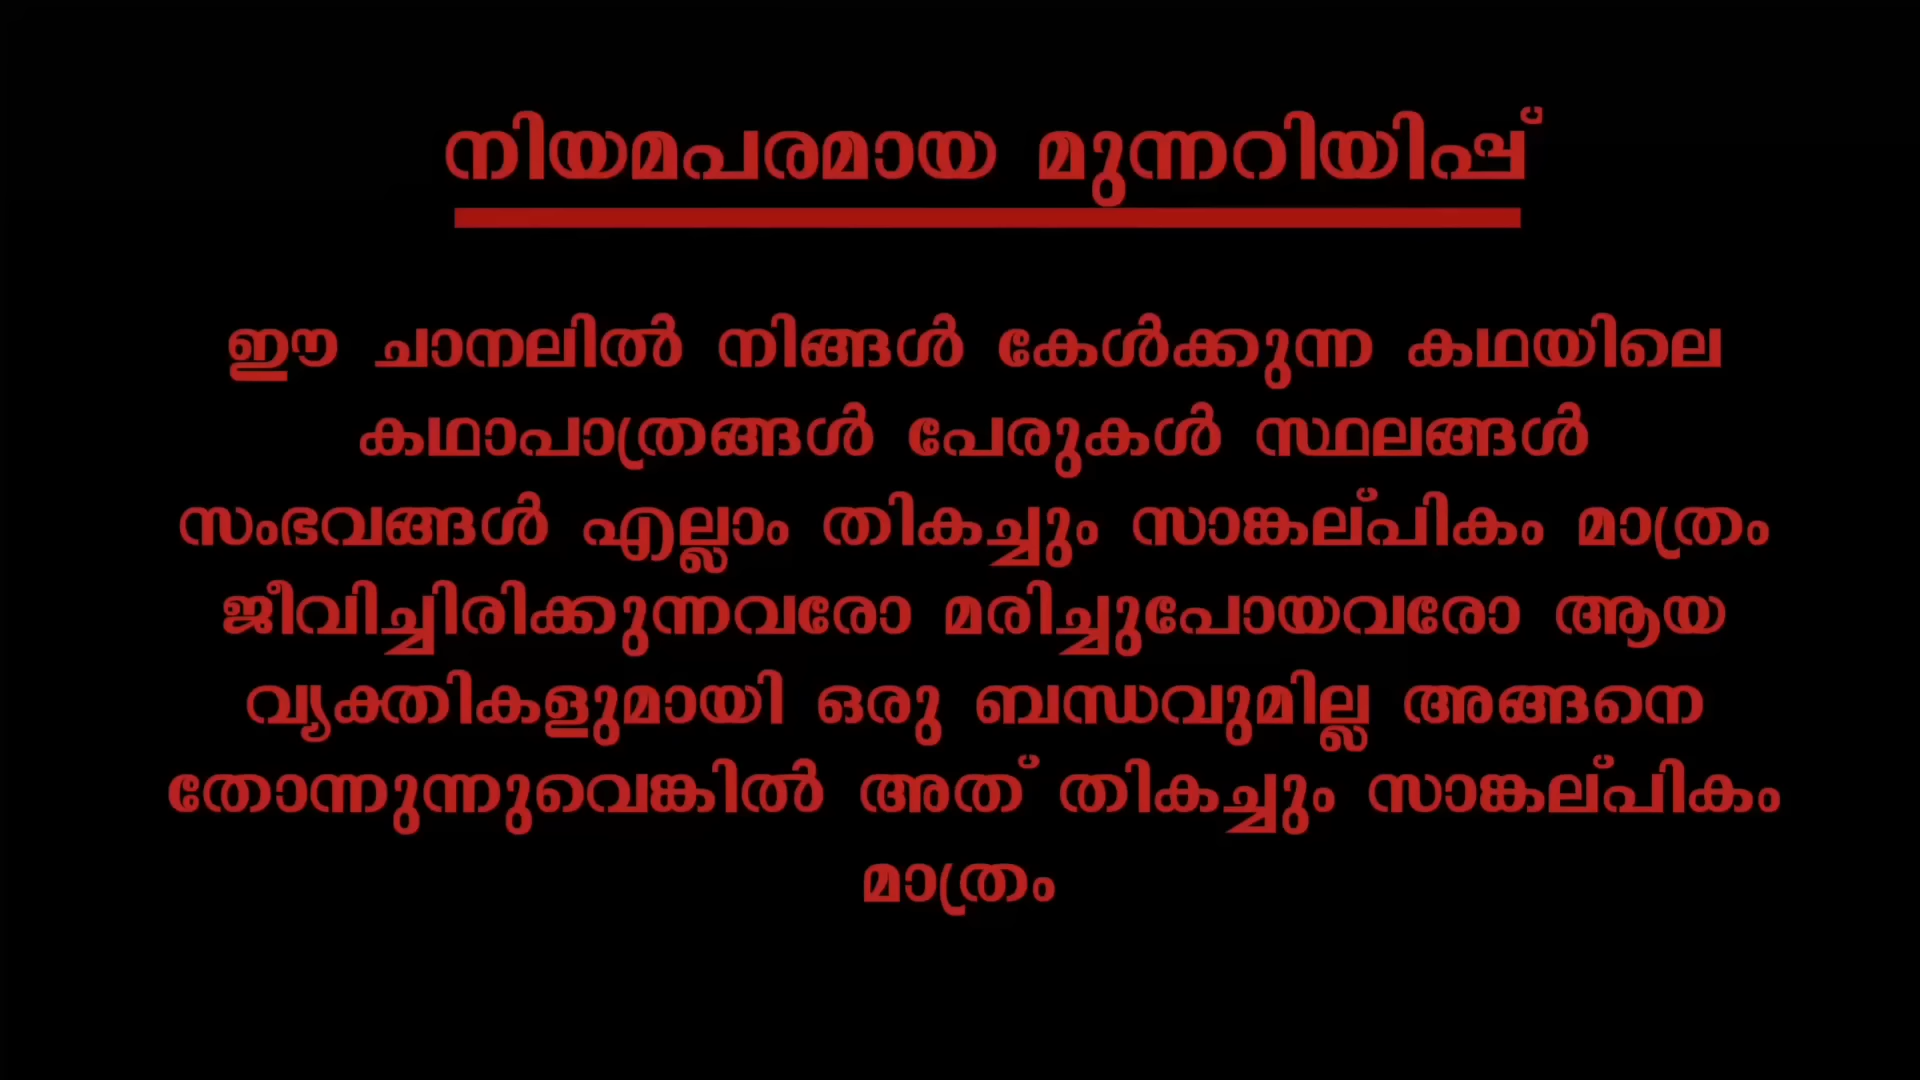 നിയമപരമായ മുന്നറിയിപ്പ്
ഈ ചാനലിൽ നിങ്ങൾ കേൾക്കുന്ന കഥയിലെ
കഥാപാത്രങ്ങൾ പേരുകൾ സ്ഥലങ്ങൾ
സംഭവങ്ങൾ എല്ലാം തികച്ചും സാങ്കല്പികം മാത്രം
ജീവിച്ചിരിക്കുന്നവരോ മരിച്ചുപോയവരോ ആയ
വ്യക്തികളുമായി ഒരു ബന്ധവുമില്ല അങ്ങനെ
തോന്നുന്നുവെങ്കിൽ അത് തികച്ചും സാങ്കല്പികം
മാത്രം